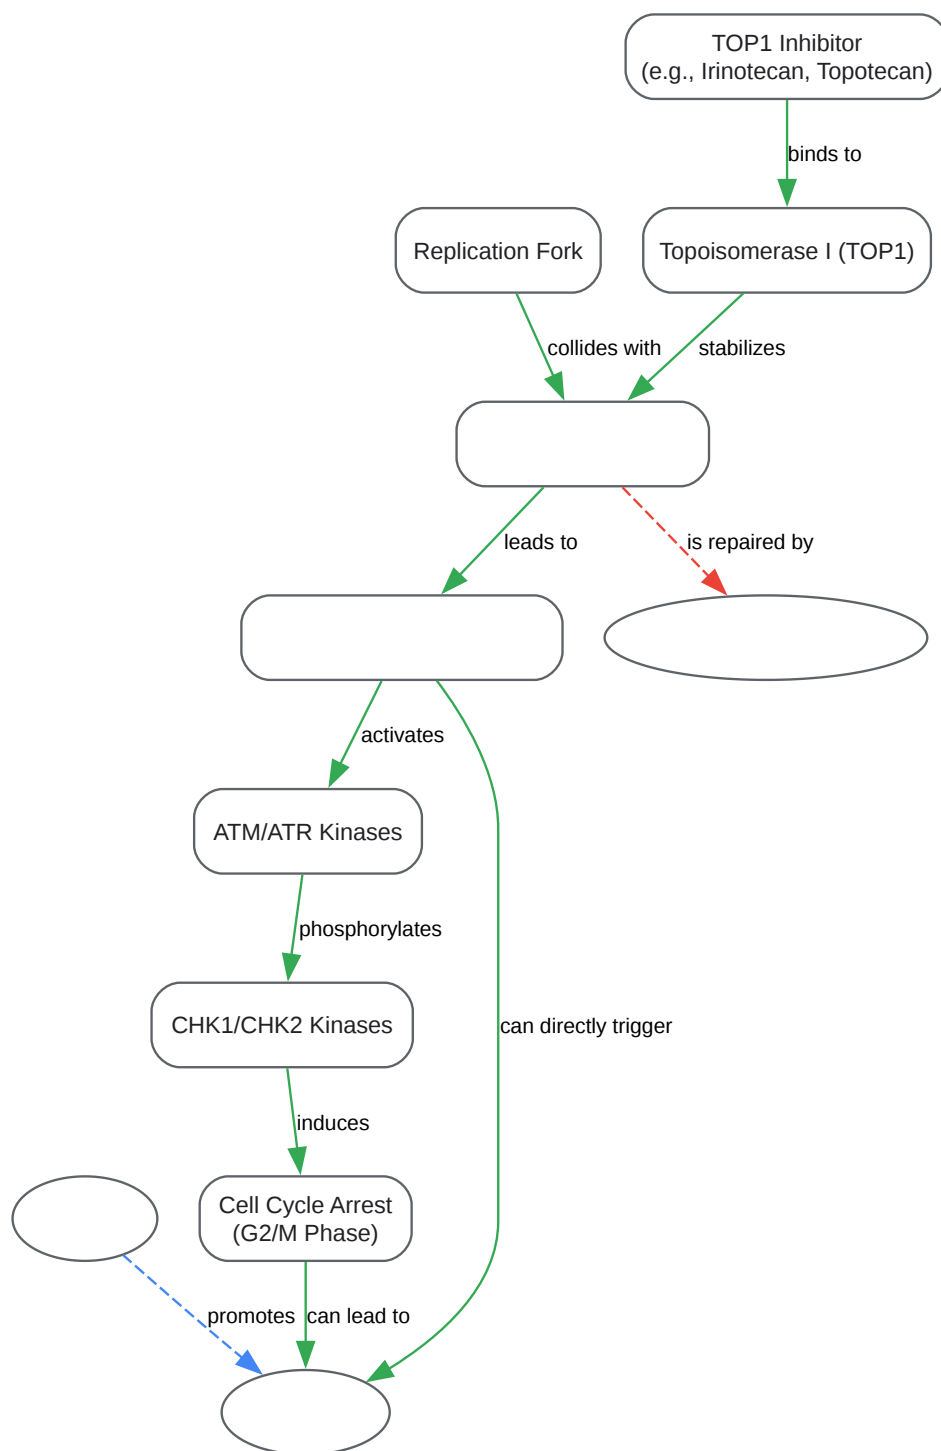 TOP1 Inhibitor
(e.g., Irinotecan, Topotecan)
binds to
Replication Fork
Topoisomerase I (TOP1)
collides with
stabilizes
leads to
is repaired by
activates
ATM/ATR Kinases
phosphorylates
CHK1/CHK2 Kinases
can directly trigger
induces
Cell Cycle Arrest
(G2/M Phase)
promotes
can lead to